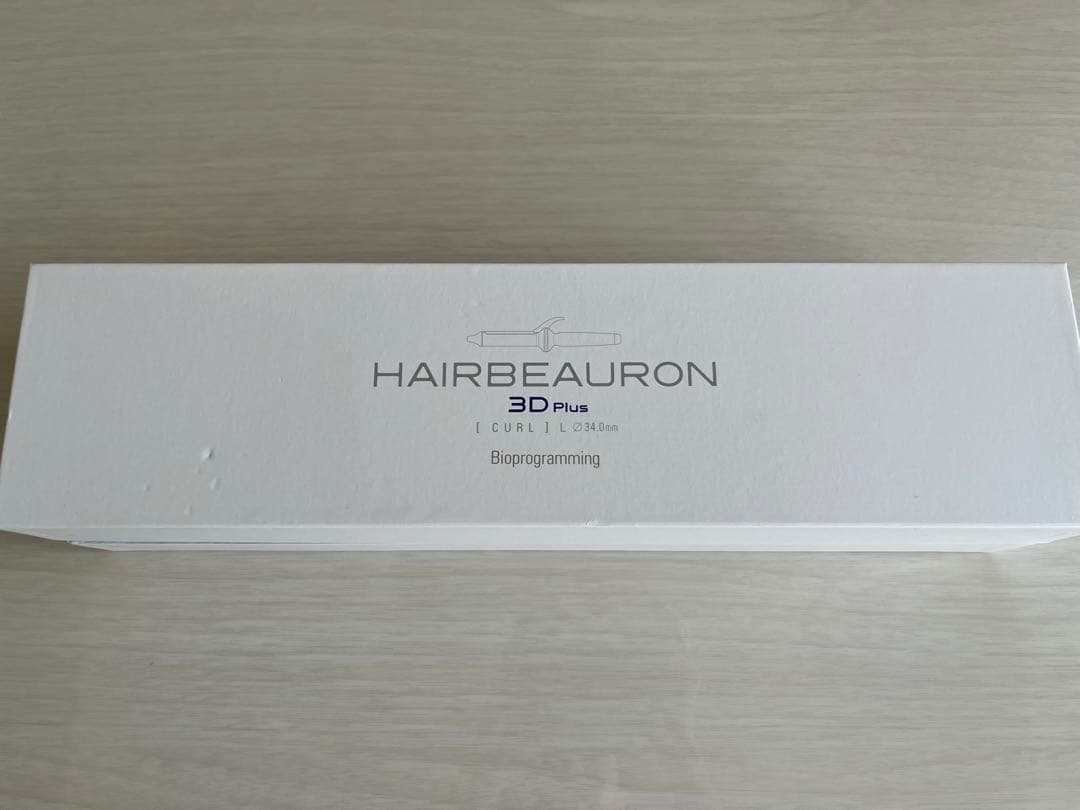 HAIRBEAURON
3D Plus
[ CURL ] L ∅34.0mm
Bioprogramming